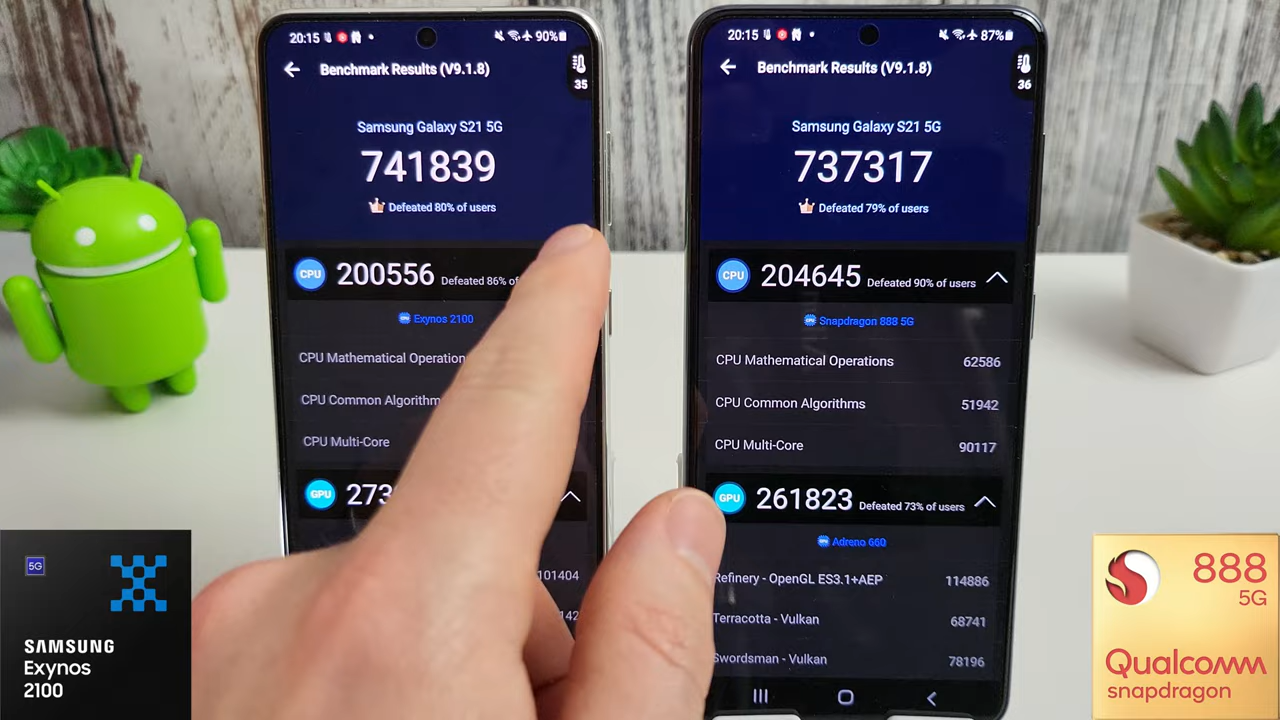 20:15
90%
Benchmark Results (V9.1.8)
35
Samsung Galaxy S21 5G
741839
Defeated 80% of users
CPU 200556 Defeated 86% of
Exynos 2100
CPU Mathematical Operation
CPU Common Algorithm
CPU Multi-Core
GPU 273
101404
142
20:15
87%
Benchmark Results (V9.1.8)
36
Samsung Galaxy S21 5G
737317
Defeated 79% of users
CPU 204645 Defeated 90% of users
Snapdragon 888 5G
CPU Mathematical Operations 62586
CPU Common Algorithms 51942
CPU Multi-Core 90117
GPU 261823 Defeated 73% of users
Adreno 660
Refinery - OpenGL ES3.1+AEP 114886
Terracotta - Vulkan 68741
Swordsman - Vulkan 78196
5G
SAMSUNG
Exynos
2100
888
5G
Qualcomm
snapdragon